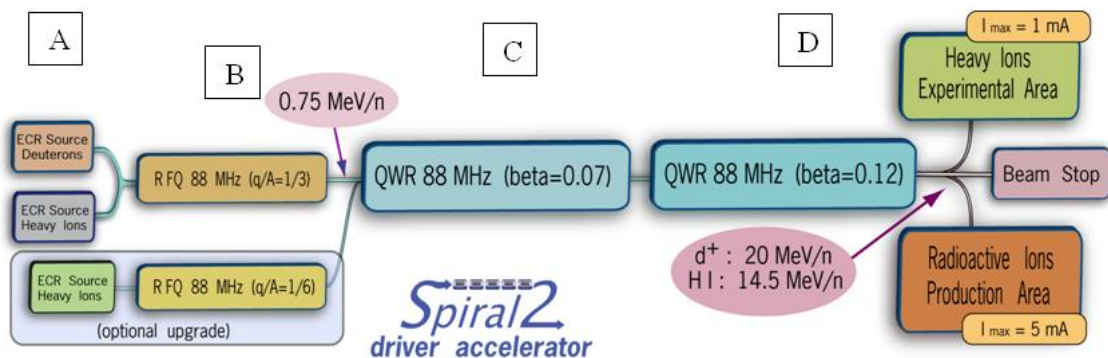 A
B
C
D
I max = 1 mA
Heavy Ions
Experimental Area
0.75 MeV/n
ECR Source
Deuterons
RFQ 88 MHz (q/A=1/3)
QWR 88 MHz (beta=0.07)
QWR 88 MHz (beta=0.12)
Beam Stop
ECR Source
Heavy Ions
d+ : 20 MeV/n
HI: 14.5 MeV/n
Radioactive Ions
Production Area
I max = 5 mA
ECR Source
Heavy Ions
RFQ 88 MHz (q/A=1/6)
(optional upgrade)
Spiral2
driver accelerator